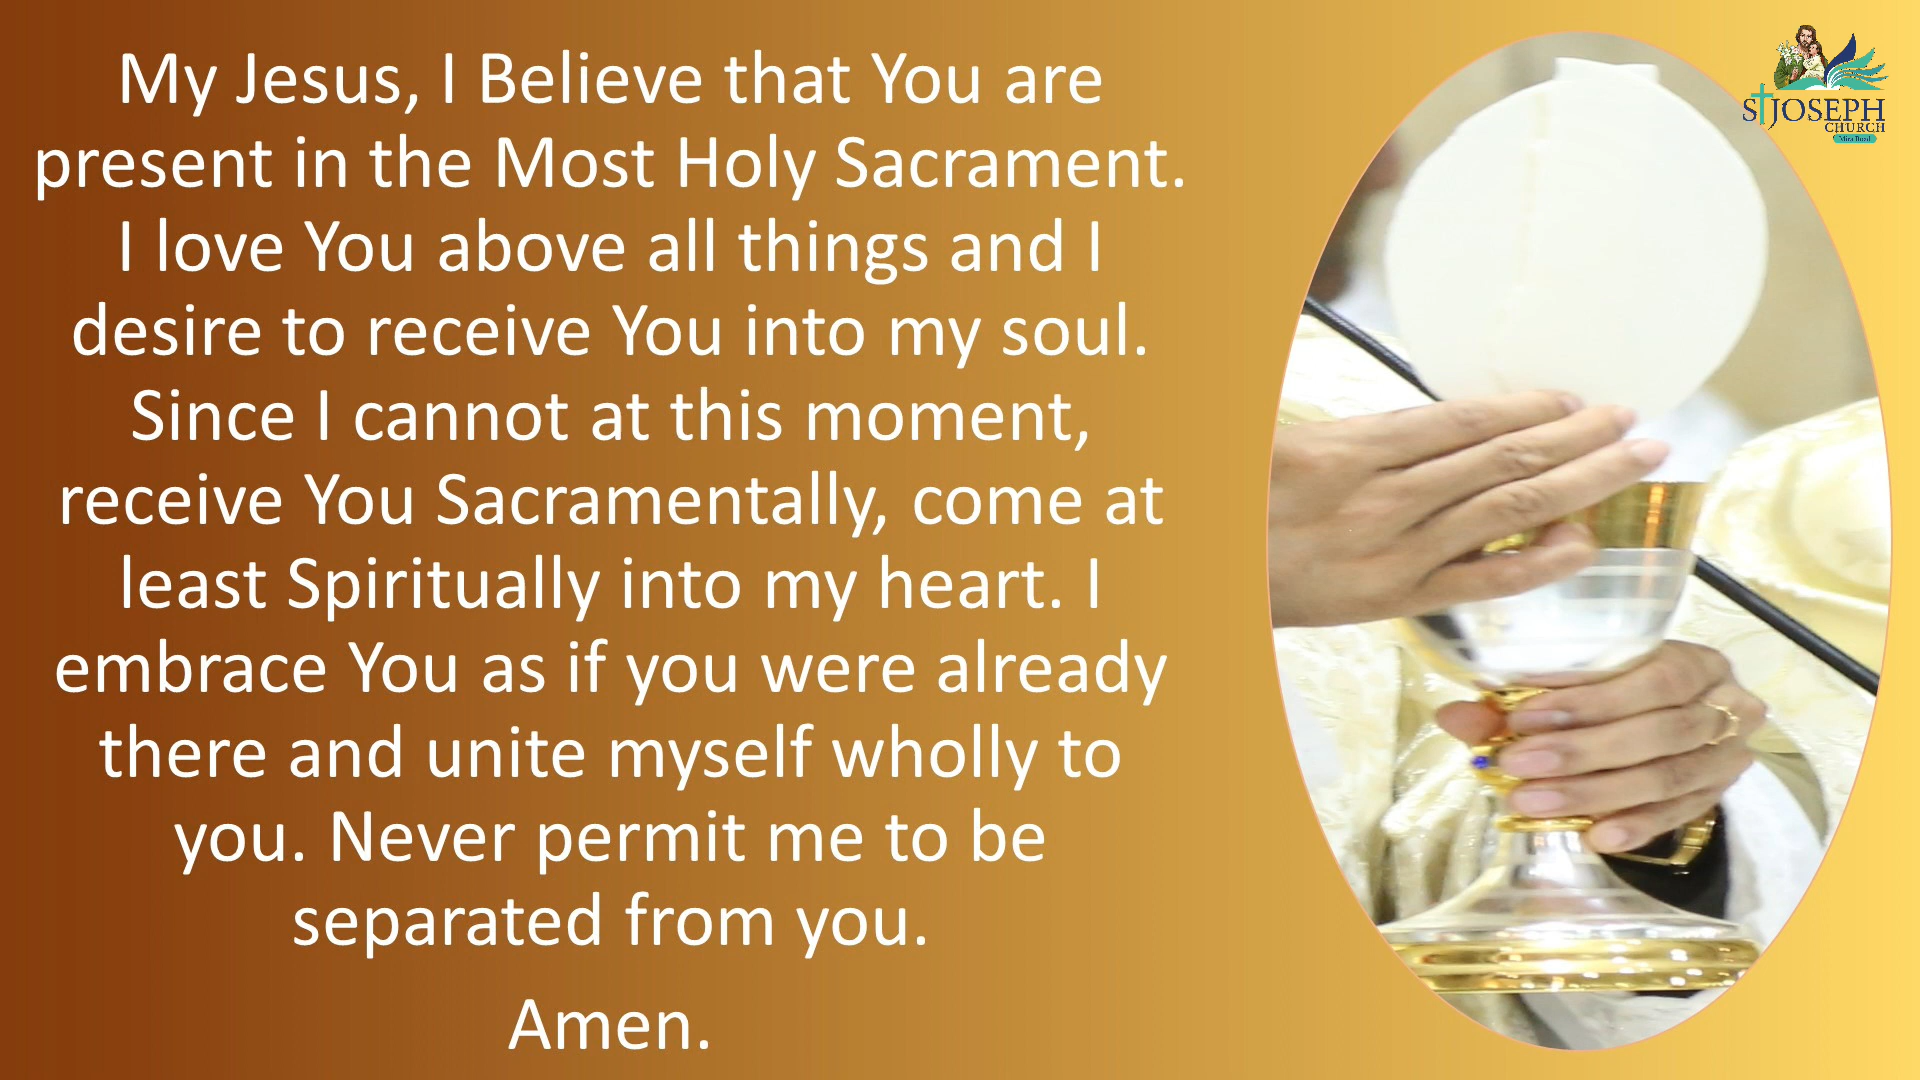 My Jesus, I Believe that You are
present in the Most Holy Sacrament.
I love You above all things and I
desire to receive You into my soul.
Since I cannot at this moment,
receive You Sacramentally, come at
least Spiritually into my heart. I
embrace You as if you were already
there and unite myself wholly to
you. Never permit me to be
separated from you.
Amen.
ST JOSEPH
CHURCH
Mira Road